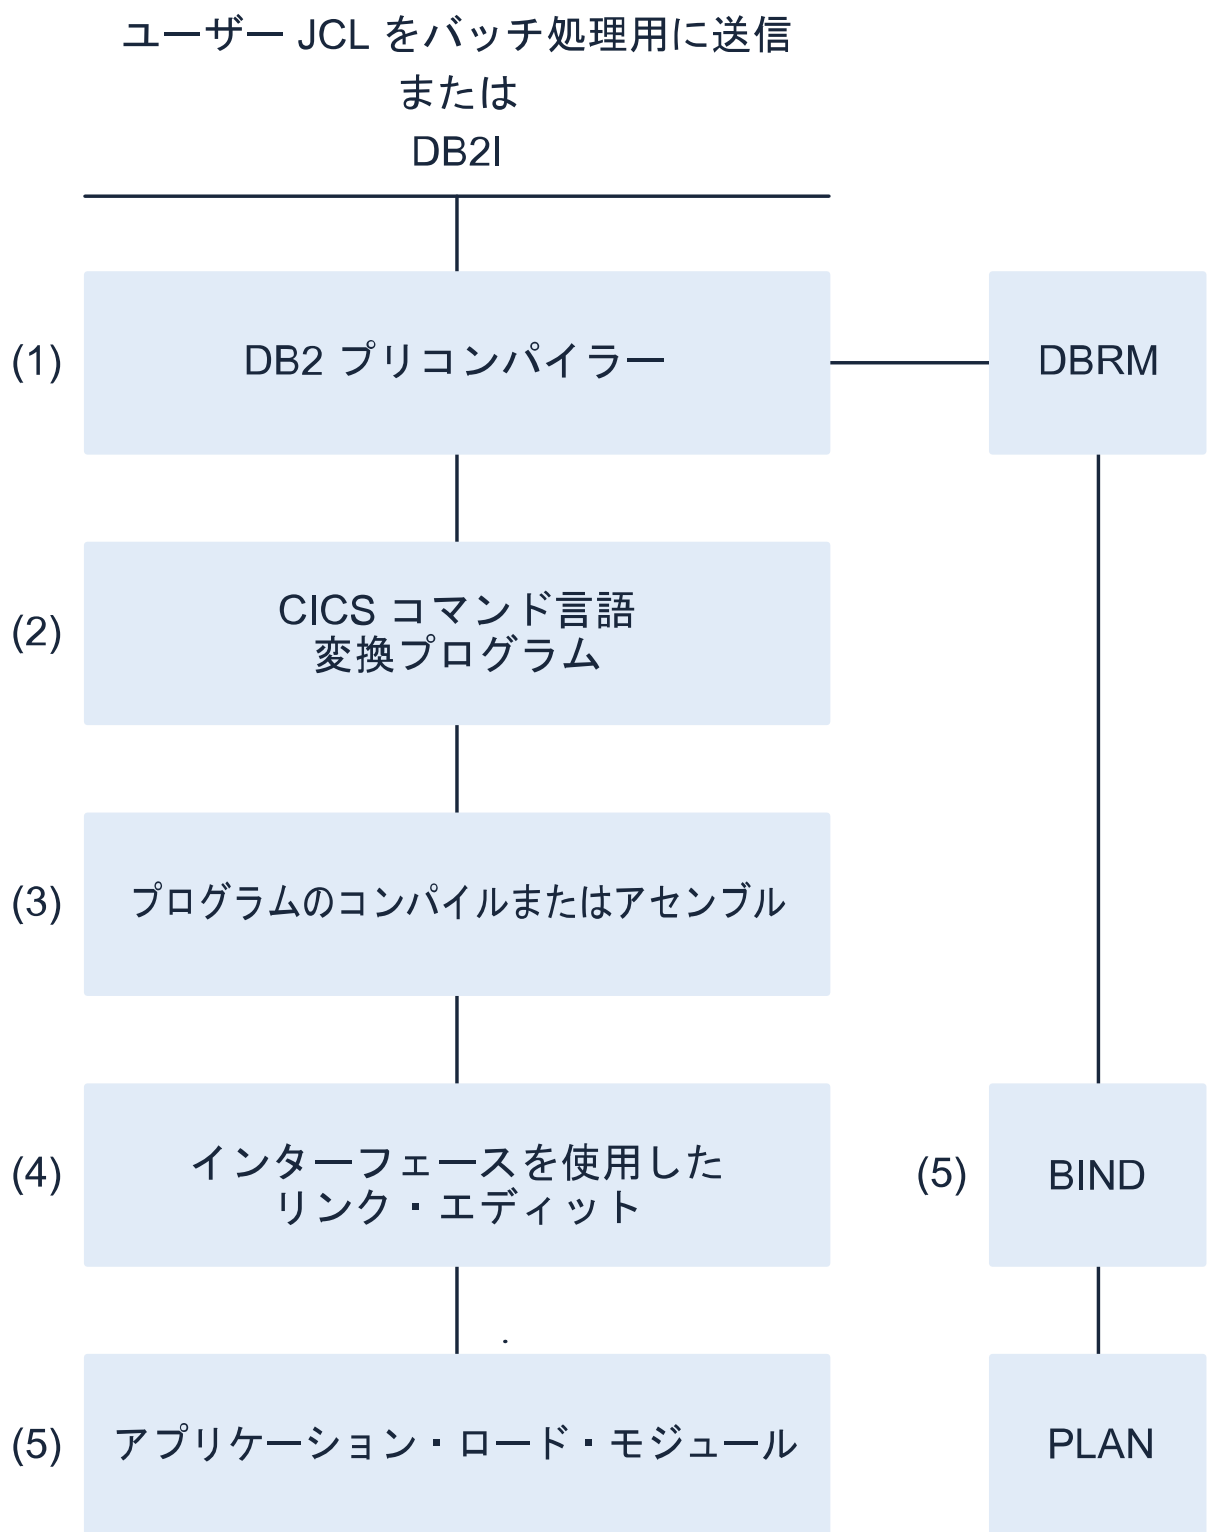 ユーザー JCL をバッチ処理用に送信
または
DB2I
(1)
DB2 プリコンパイラー
DBRM
(2)
CICS コマンド言語
変換プログラム
(3)
プログラムのコンパイルまたはアセンブル
(4)
インターフェースを使用した
リンク・エディット
(5)
BIND
(5)
アプリケーション・ロード・モジュール
PLAN